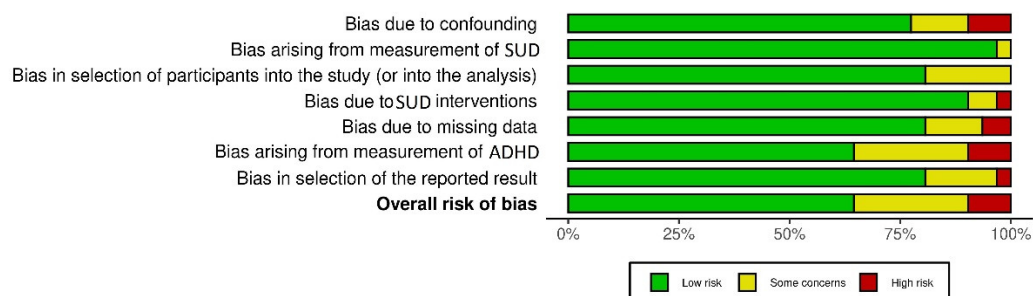 Bias due to confounding
Bias arising from measurement of SUD
Bias in selection of participants into the study (or into the analysis)
Bias due to SUD interventions
Bias due to missing data
Bias arising from measurement of ADHD
Bias in selection of the reported result
Overall risk of bias
0% 25% 50% 75% 100%
Low risk Some concerns High risk